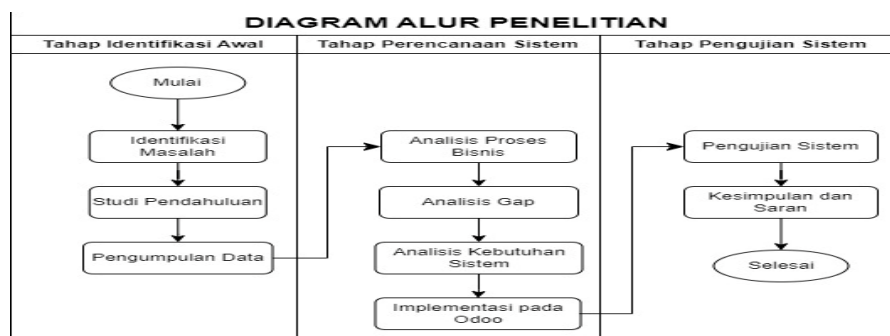 DIAGRAM ALUR PENELITIAN
Tahap Identifikasi Awal
Tahap Perencanaan Sistem
Tahap Pengujian Sistem
Mulai
Identifikasi
Masalah
Studi Pendahuluan
Pengumpulan Data
Analisis Proses
Bisnis
Analisis Gap
Analisis Kebutuhan
Sistem
Implementasi pada
Odoo
Pengujian Sistem
Kesimpulan dan
Saran
Selesai